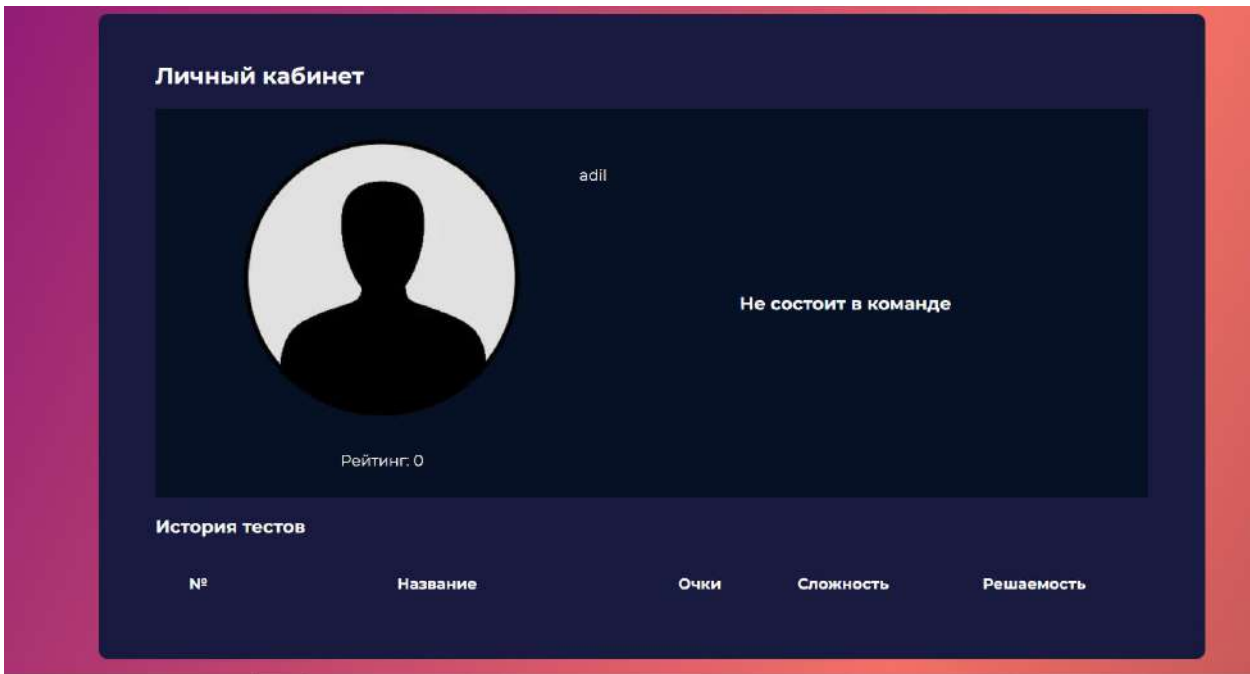 Личный кабинет
adil
Не состоит в команде
Рейтинг: 0
История тестов
№ Название Очки Сложность Решаемость